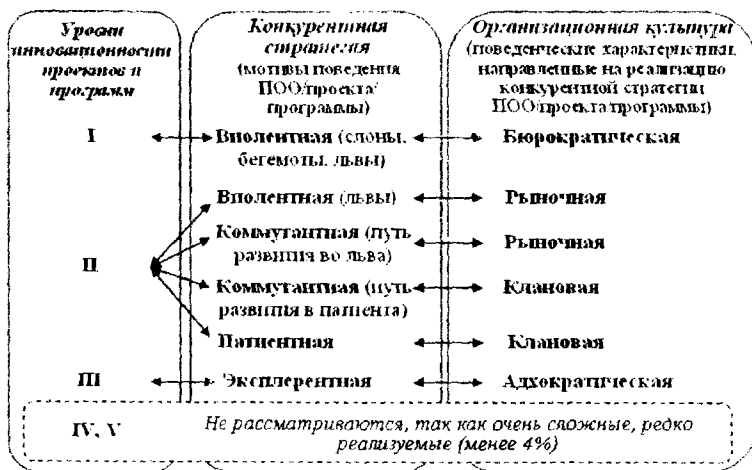 Уровни
инновационности
проектов и
программ
Конкурентная
стратегия
(мотивы поведения
ПОО/проекта/
программы)
Организационная культура
(поведенческие характеристики,
направленные на реализацию
конкурентной стратегии
ПОО/проекта/программы)
I
Виолентная (слоны,
бегемоты, львы)
Бюрократическая
II
Виолентная (львы)
Рыночная
Коммутантная (путь
развития во льва)
Рыночная
Коммутантная (путь
развития в патиента)
Клановая
Патиентная
Клановая
III
Эксплерентная
Адхократическая
IV, V
Не рассматриваются, так как очень сложные, редко
реализуемые (менее 4%)